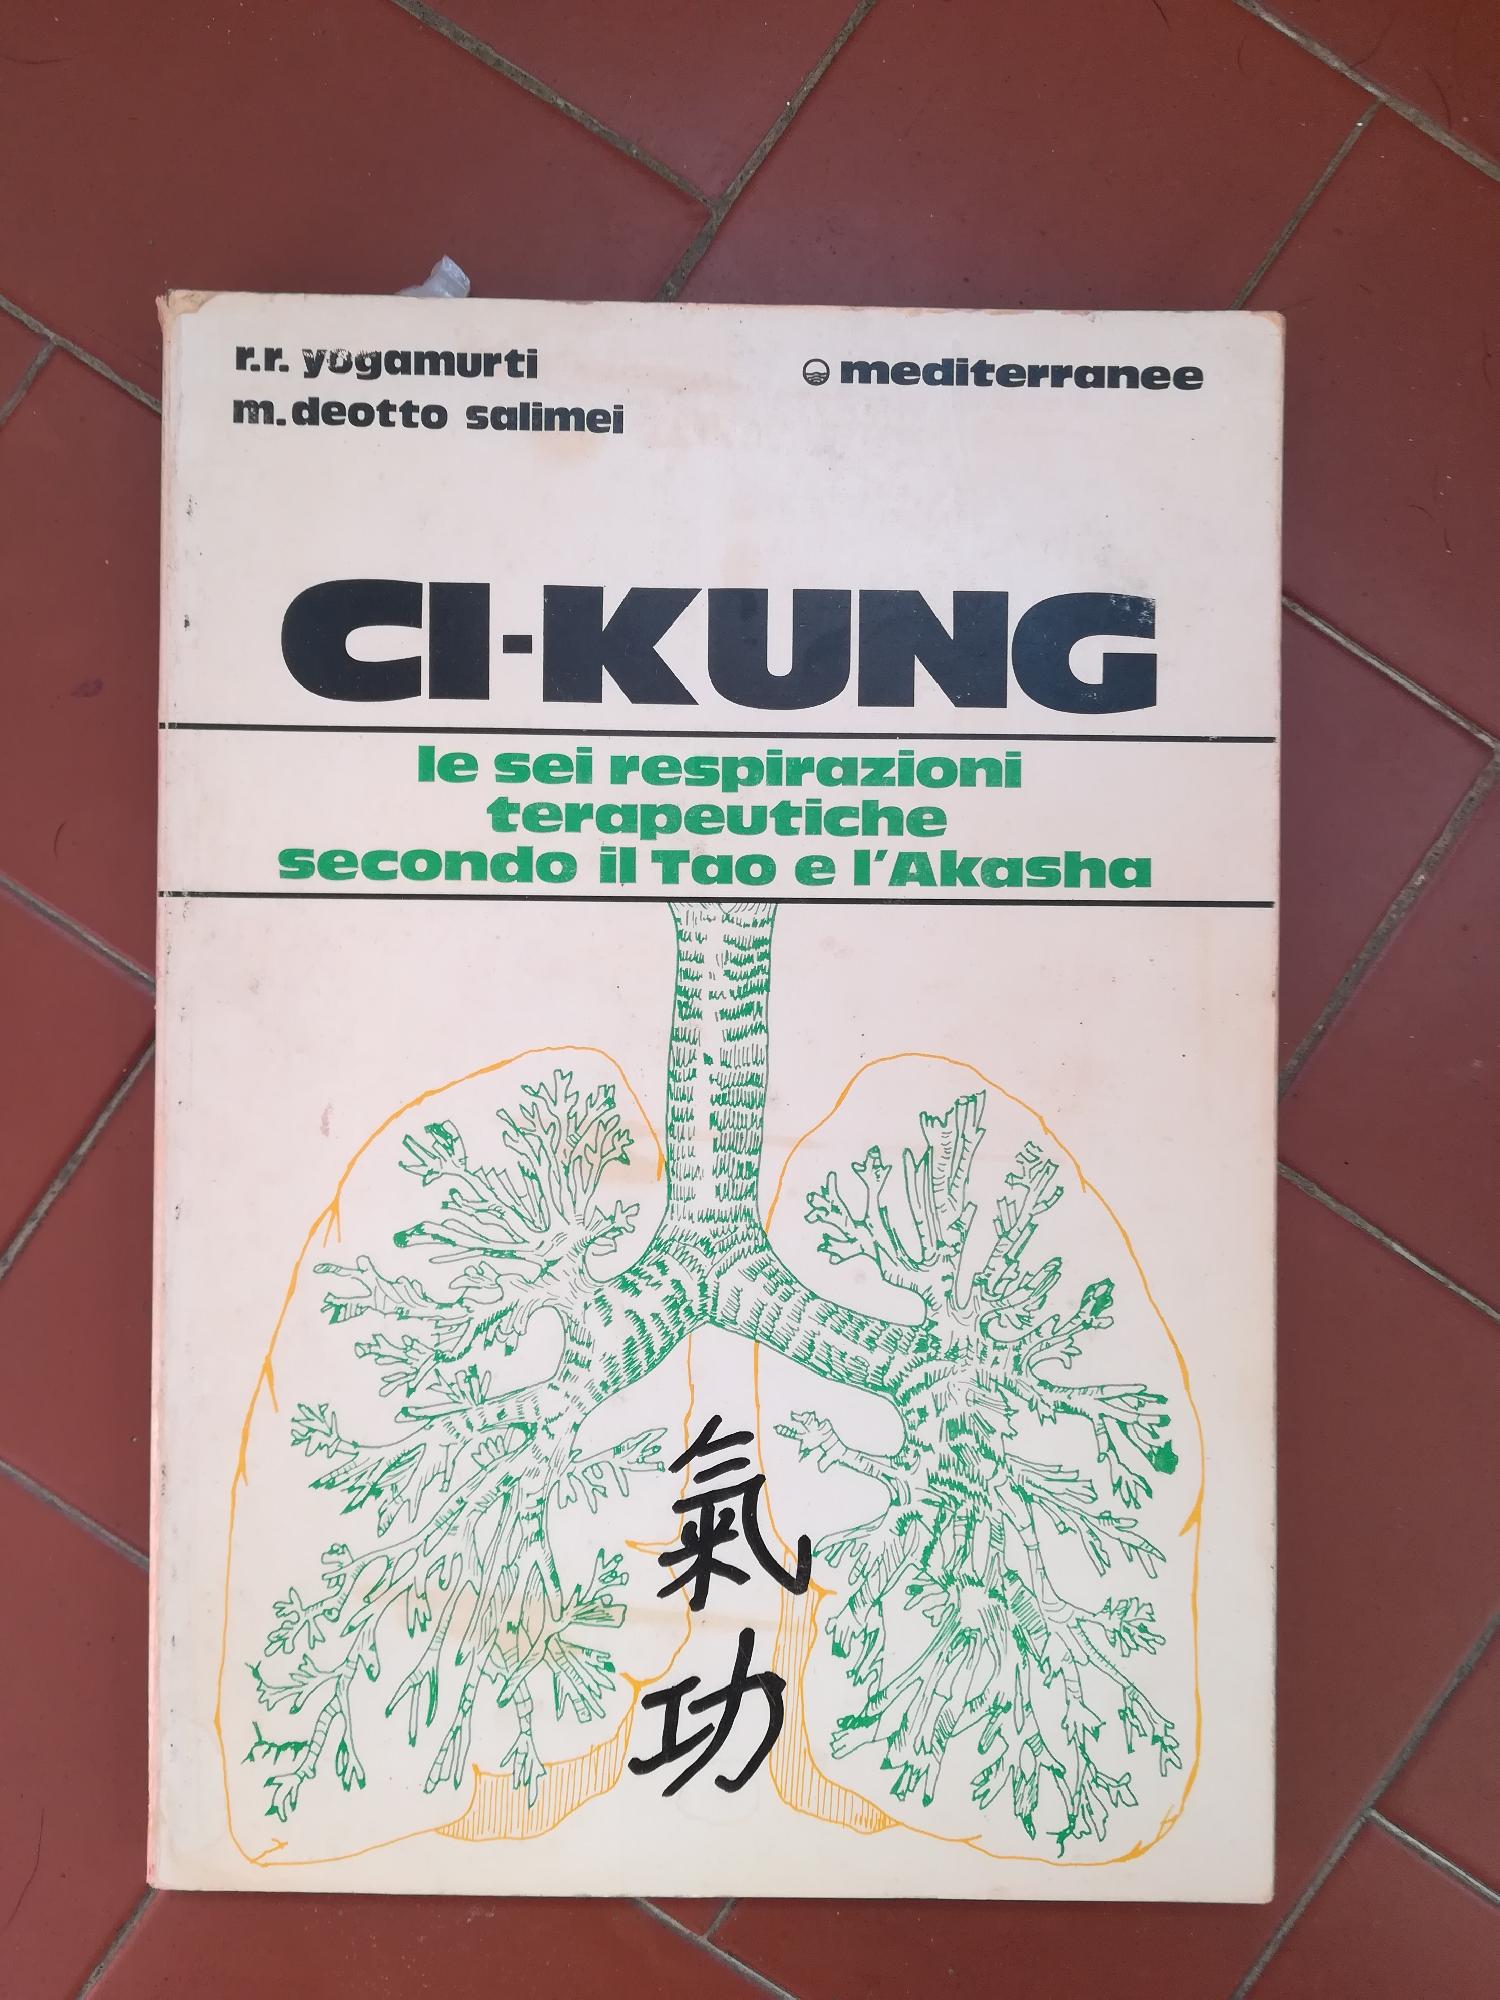 r.r. yogamurti
m. deotto salimei
mediterranee
CI-KUNG
le sei respirazioni
terapeutiche
secondo il Tao e l'Akasha
氣
功